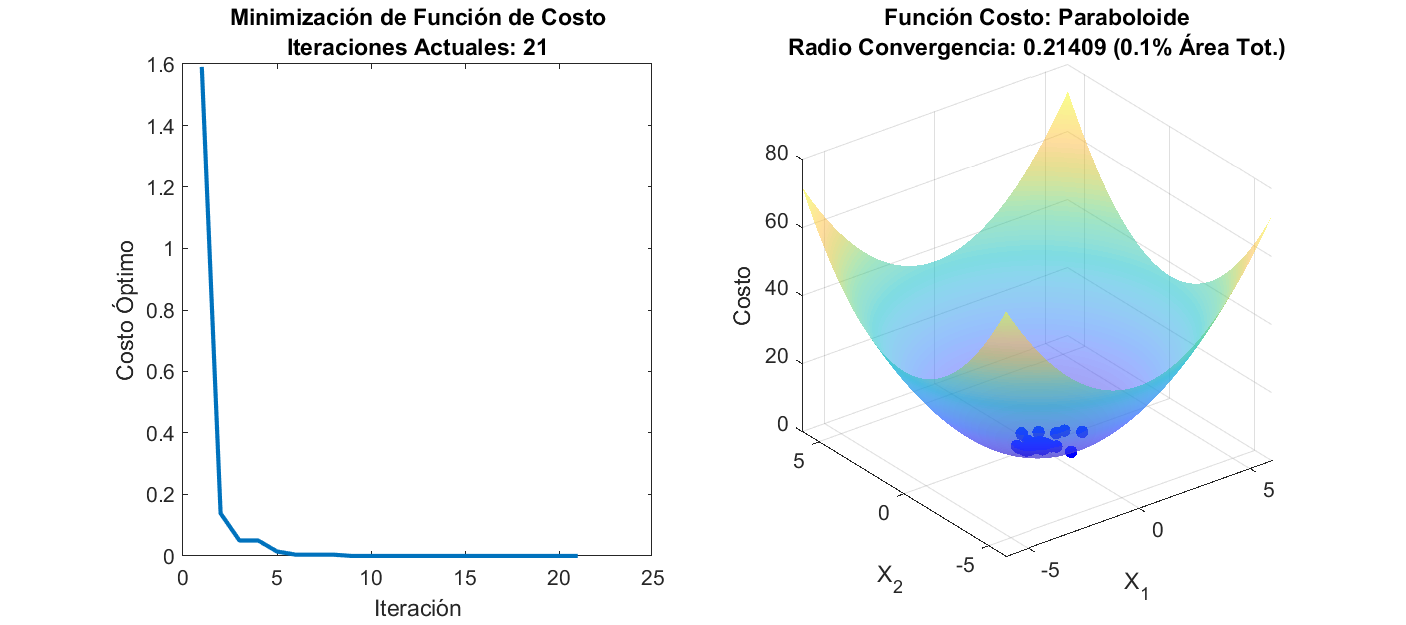 Minimización de Función de Costo
Iteraciones Actuales: 21
1.6
1.4
1.2
1
0.8
0.6
0.4
0.2
0
Costo Óptimo
0 5 10 15 20 25
Iteración
Función Costo: Paraboloide
Radio Convergencia: 0.21409 (0.1% Área Tot.)
80
60
40
20
0
Costo
5
0
-5
X2
-5
0
5
X1